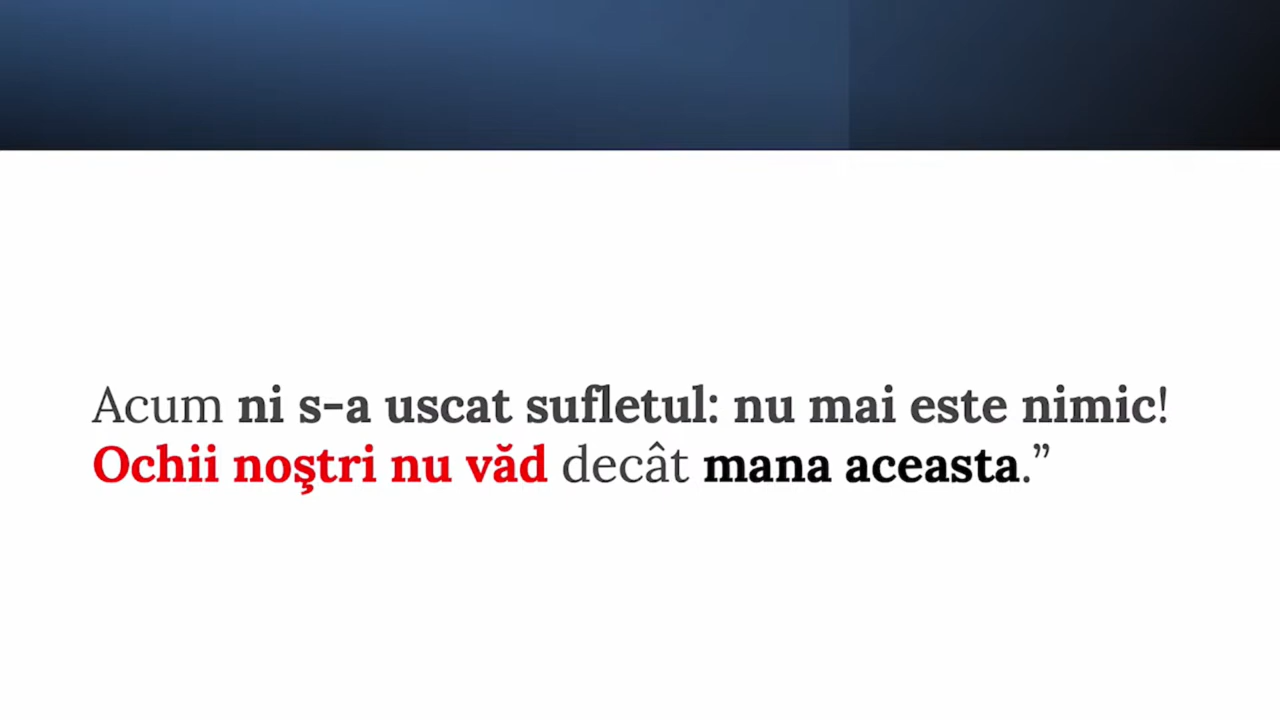 Acum ni s-a uscat sufletul: nu mai este nimic!
Ochii noştri nu văd decât mana aceasta.”